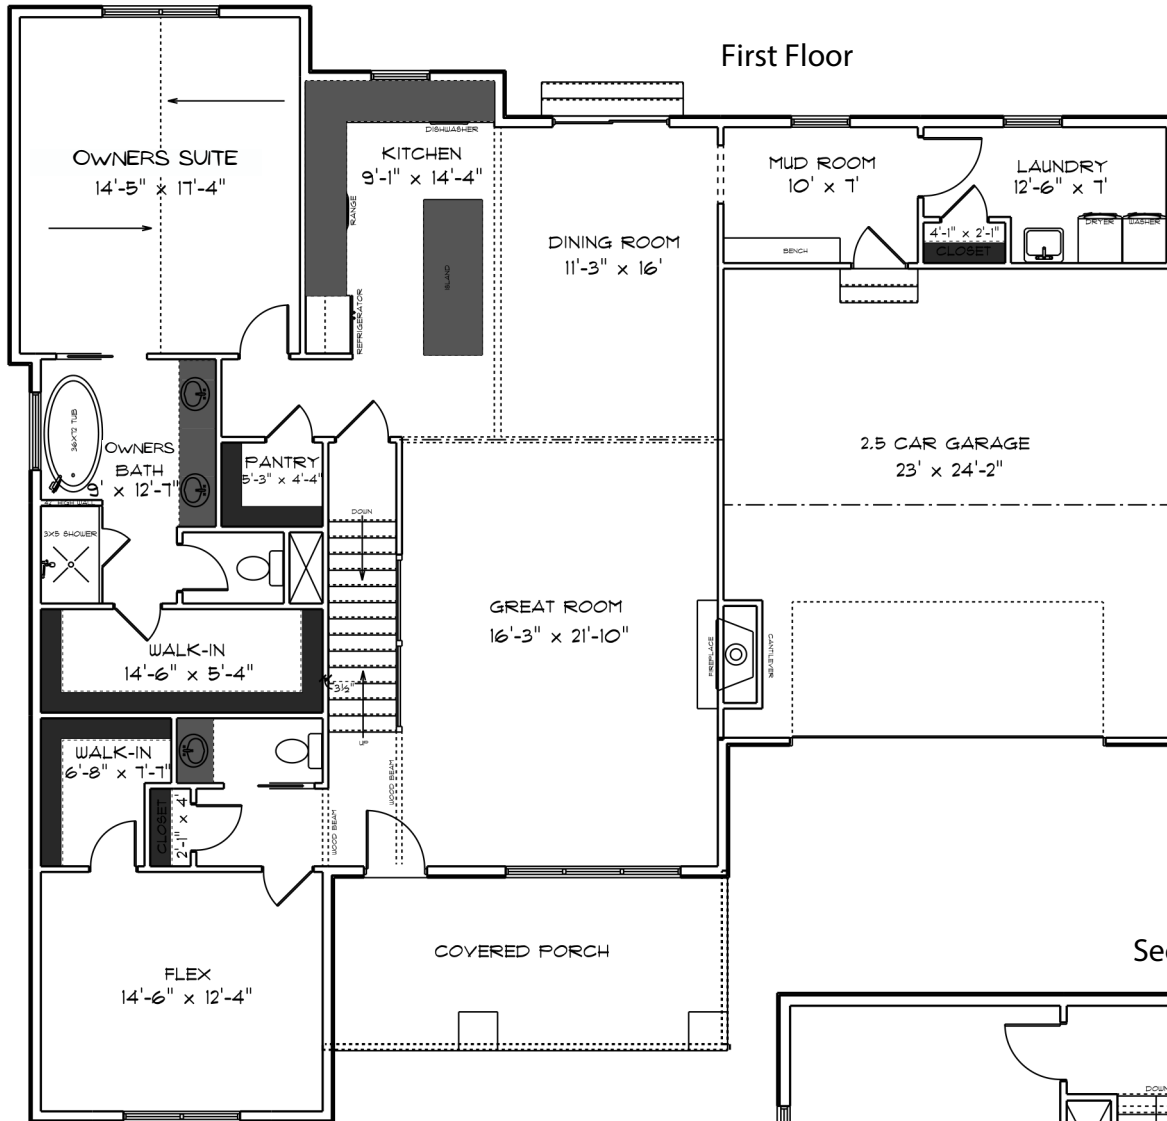 First Floor
OWNERS SUITE
14'-5" x 17'-4"
DISHWASHER
KITCHEN
9'-1" x 14'-4"
RANGE
ISLAND
REFRIGERATOR
DINING ROOM
11'-3" x 16'
MUD ROOM
10' x 7'
BENCH
LAUNDRY
12'-6" x 7'
4'-1" x 2'-1"
CLOSET
DRYER
WASHER
36X72 TUB
OWNERS
BATH
9' x 12'-7"
3X5 SHOWER
PANTRY
5'-3" x 4'-4"
DOWN
2.5 CAR GARAGE
23' x 24'-2"
GREAT ROOM
16'-3" x 21'-10"
FIREPLACE
CANTILEVER
WALK-IN
14'-6" x 5'-4"
UP
WALK-IN
6'-8" x 7'-7"
CLOSET
2'-1" x 4'
WOOD BEAM
WOOD BEAM
COVERED PORCH
FLEX
14'-6" x 12'-4"
Sec
DOWN